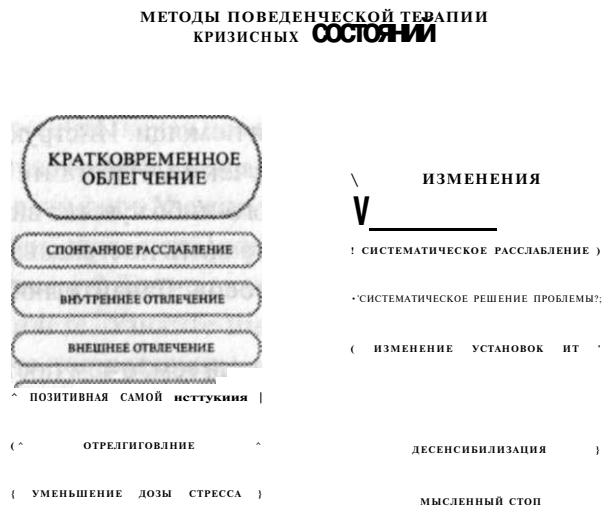 МЕТОДЫ ПОВЕДЕНЧЕСКОЙ ТЕВАПИИ
КРИЗИСНЫХ СОСТОЯНИЙ
КРАТКОВРЕМЕННОЕ
ОБЛЕГЧЕНИЕ
СПОНТАННОЕ РАССЛАБЛЕНИЕ
ВНУТРЕННЕЕ ОТВЛЕЧЕНИЕ
ВНЕШНЕЕ ОТВЛЕЧЕНИЕ
^ ПОЗИТИВНАЯ САМОЙ нсттукиия |
(^ ОТРЕЛГИГОВЛНИЕ ^
{ УМЕНЬШЕНИЕ ДОЗЫ СТРЕССА }
\ ИЗМЕНЕНИЯ
V
! СИСТЕМАТИЧЕСКОЕ РАССЛАБЛЕНИЕ )
•'СИСТЕМАТИЧЕСКОЕ РЕШЕНИЕ ПРОБЛЕМЫ?;
( ИЗМЕНЕНИЕ УСТАНОВОК ИТ '
ДЕСЕНСИБИЛИЗАЦИЯ }
МЫСЛЕННЫЙ СТОП